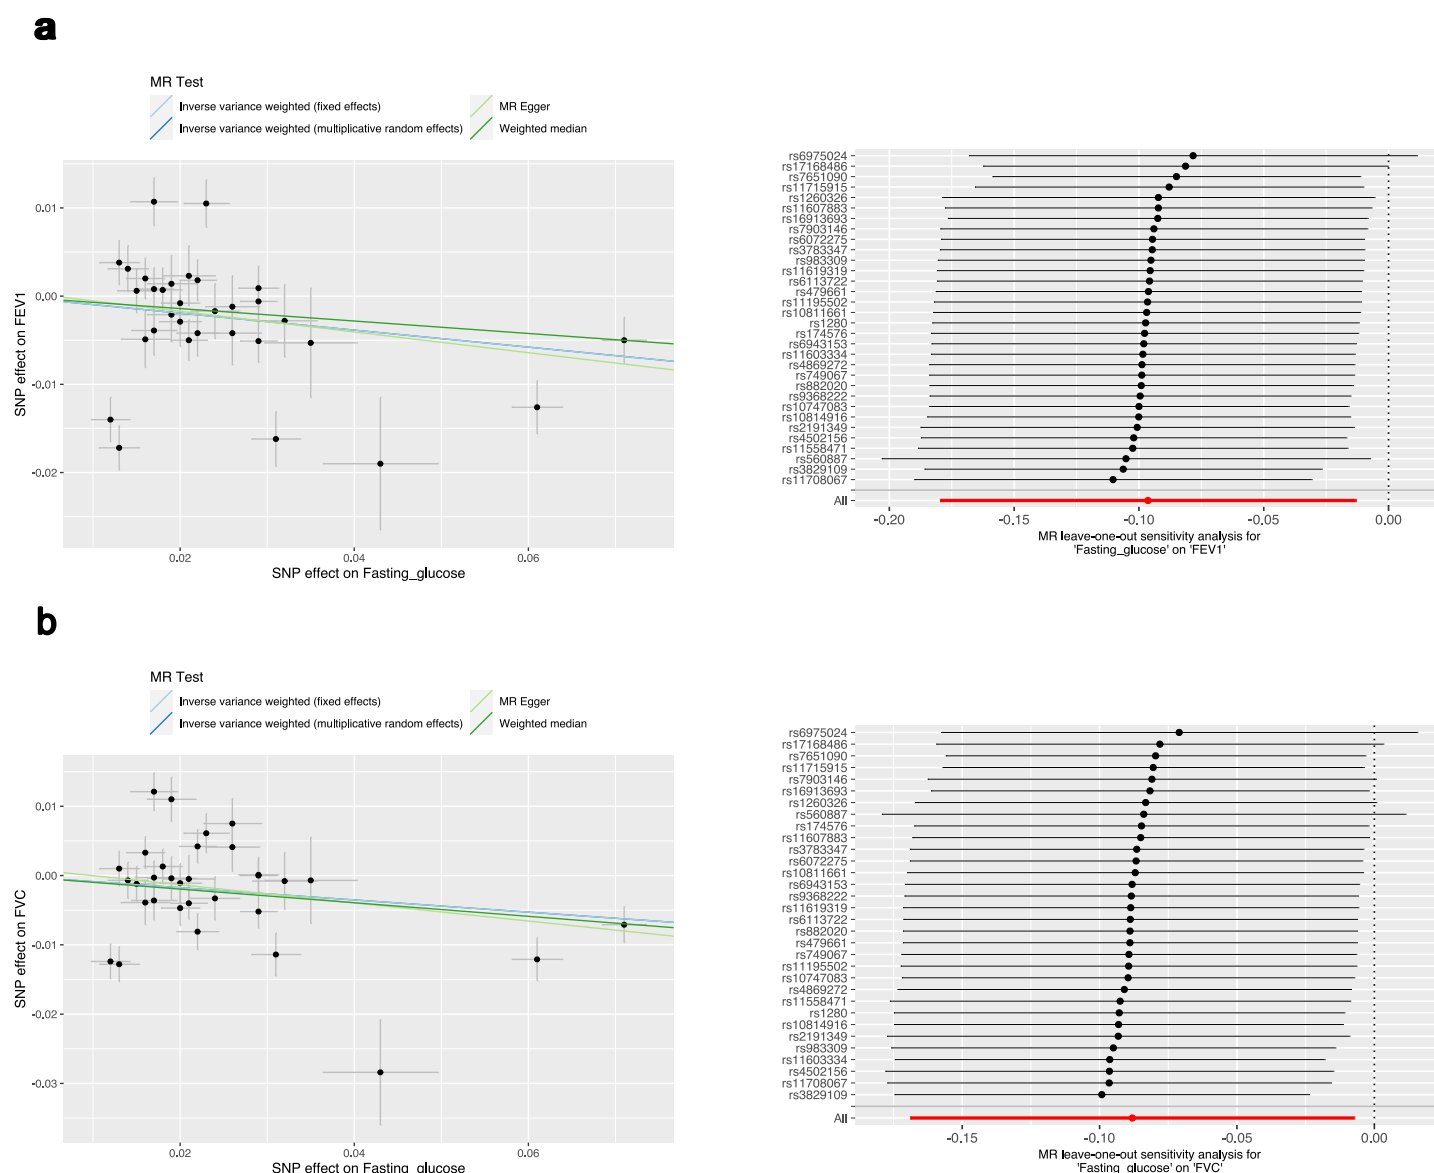 a
MR Test
Inverse variance weighted (fixed effects)
MR Egger
Inverse variance weighted (multiplicative random effects)
Weighted median
SNP effect on FEV1
0.01
0.00
-0.01
-0.02
0.02
0.04
0.06
SNP effect on Fasting_glucose
rs6975024
rs17168486
rs7651090
rs11715915
rs1260326
rs11607883
rs16913693
rs7903146
rs6072275
rs3783347
rs983309
rs11619319
rs6113722
rs479661
rs11195502
rs10811661
rs1280
rs174576
rs6943153
rs11603334
rs4869272
rs749067
rs882020
rs9368222
rs10747083
rs10814916
rs2191349
rs4502156
rs11558471
rs560887
rs3829109
rs11708067
All
-0.20
-0.15
-0.10
-0.05
0.00
MR leave-one-out sensitivity analysis for
'Fasting_glucose' on 'FEV1'
b
MR Test
Inverse variance weighted (fixed effects)
MR Egger
Inverse variance weighted (multiplicative random effects)
Weighted median
SNP effect on FVC
0.01
0.00
-0.01
-0.02
-0.03
0.02
0.04
0.06
SNP effect on Fasting_glucose
rs6975024
rs17168486
rs7651090
rs11715915
rs7903146
rs16913693
rs1260326
rs560887
rs174576
rs11607883
rs3783347
rs6072275
rs10811661
rs6943153
rs9368222
rs11619319
rs6113722
rs882020
rs479661
rs749067
rs11195502
rs10747083
rs4869272
rs11558471
rs1280
rs10814916
rs2191349
rs983309
rs11603334
rs4502156
rs11708067
rs3829109
All
-0.15
-0.10
-0.05
0.00
MR leave-one-out sensitivity analysis for
'Fasting_glucose' on 'FVC'